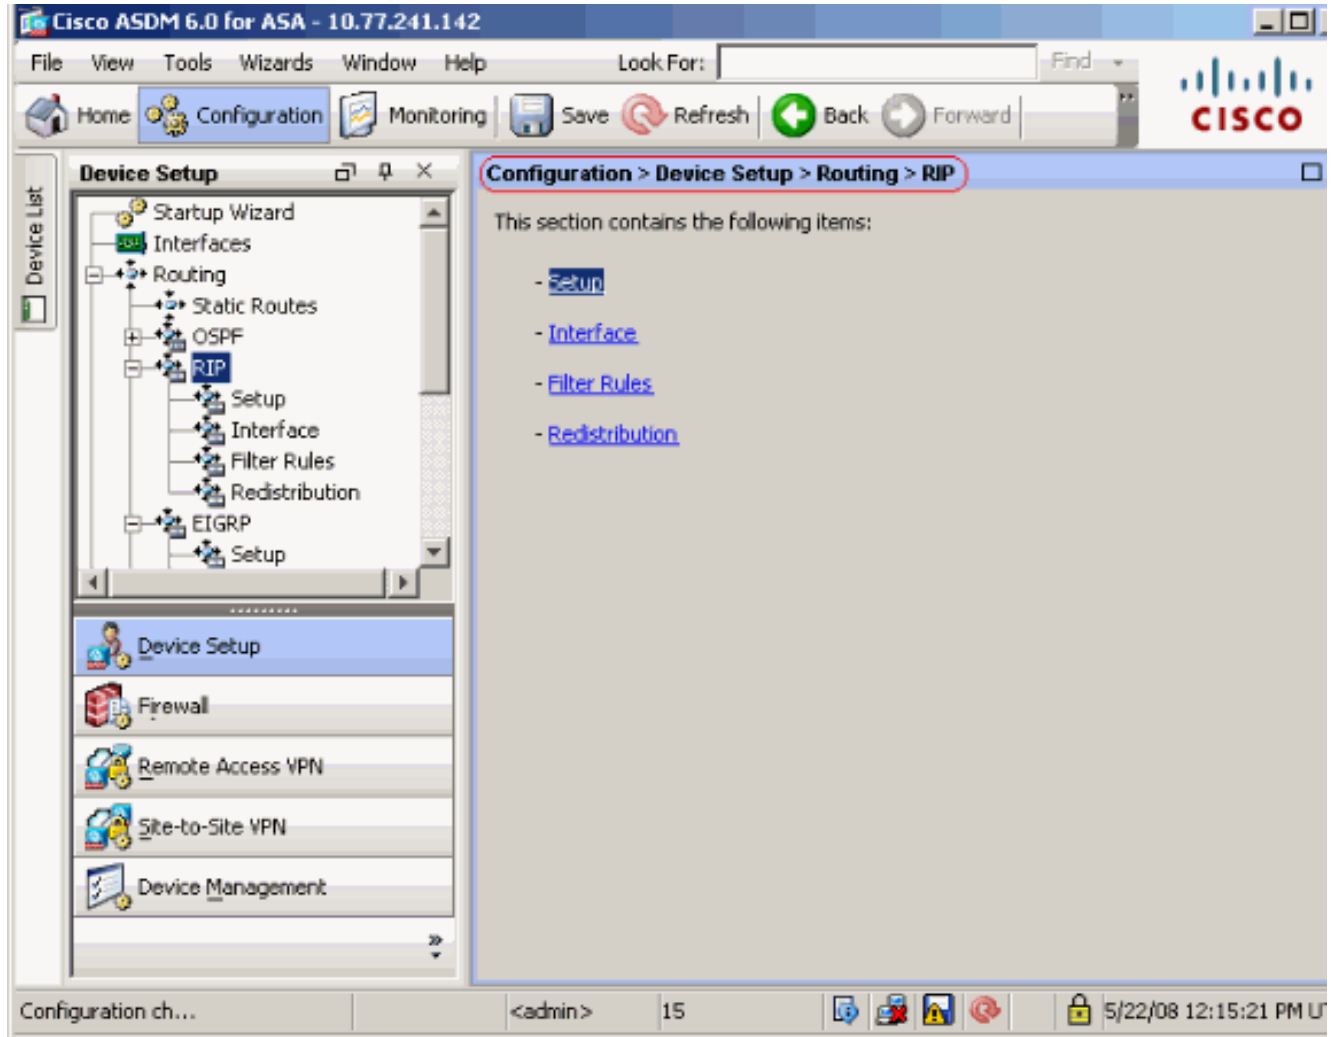 Cisco ASDM 6.0 for ASA - 10.77.241.142
File View Tools Wizards Window Help Look For: Find
Home Configuration Monitoring Save Refresh Back Forward
CISCO
Device List
Device Setup
Startup Wizard
Interfaces
Routing
Static Routes
OSPF
RIP
Setup
Interface
Filter Rules
Redistribution
EIGRP
Setup
Device Setup
Firewall
Remote Access VPN
Site-to-Site VPN
Device Management
Configuration > Device Setup > Routing > RIP
This section contains the following items:
- Setup
- Interface
- Filter Rules
- Redistribution
Configuration ch... <admin> 15 5/22/08 12:15:21 PM